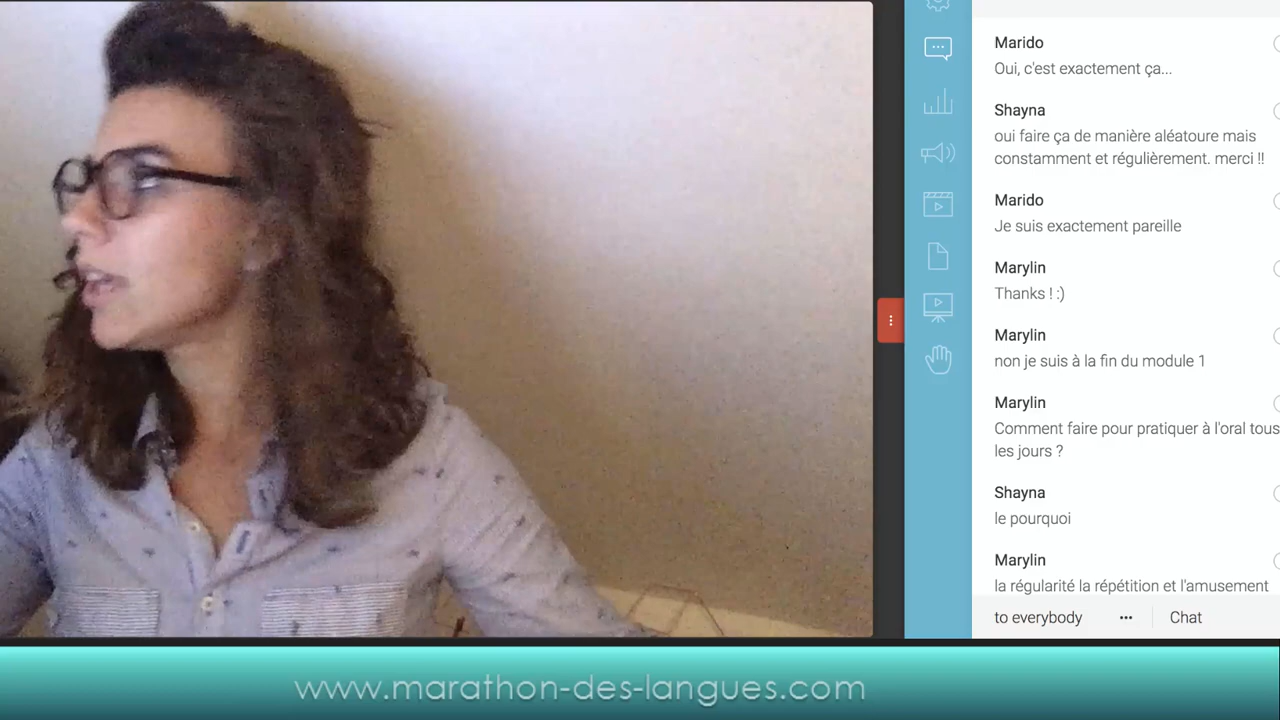 Marido
Oui, c'est exactement ça...
Shayna
oui faire ça de manière aléatoure mais
constamment et régulièrement. merci !!
Marido
Je suis exactement pareille
Marylin
Thanks ! :)
Marylin
non je suis à la fin du module 1
Marylin
Comment faire pour pratiquer à l'oral tous
les jours ?
Shayna
le pourquoi
Marylin
la régularité la répétition et l'amusement
to everybody
Chat
www.marathon-des-langues.com